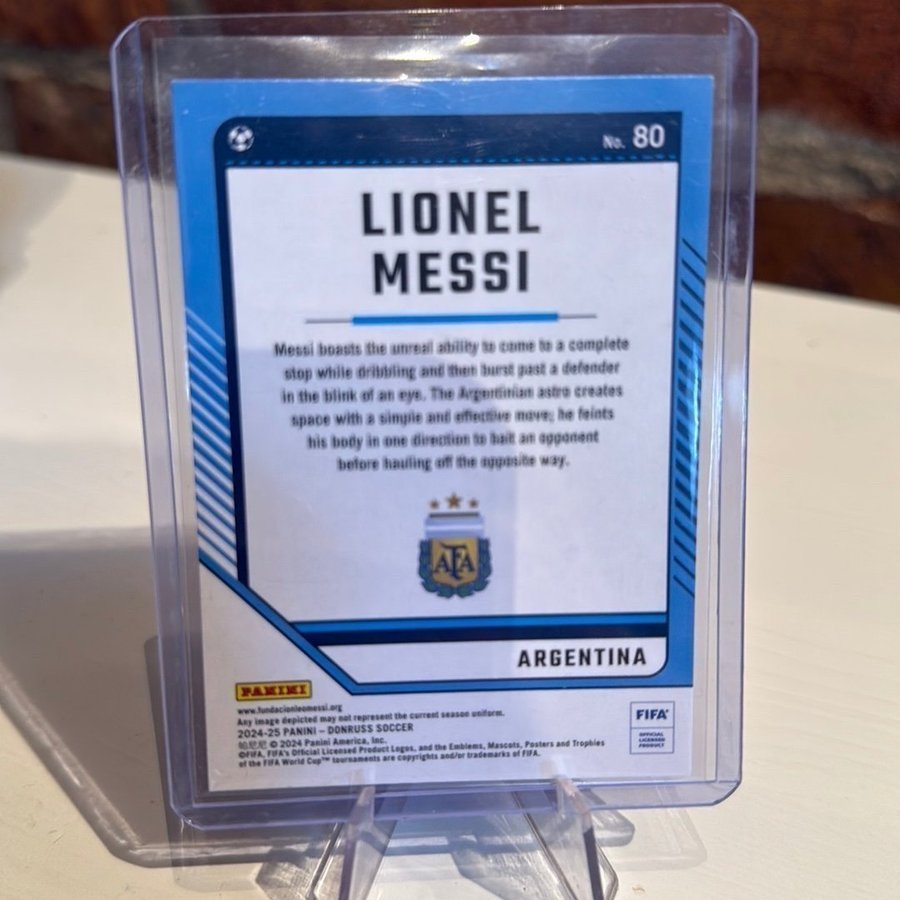 No. 80
LIONEL
MESSI
Messi boasts the unreal ability to come to a complete
stop while dribbling and then burst past a defender
in the blink of an eye. The Argentinian astro creates
space with a simple and effective move; he feints
his body in one direction to bait an opponent
before hauling off the opposite way.
AFA
ARGENTINA
PANINI
www.fundacionleomessi.org
Any image depicted may not represent the current season uniform.
2024-25 PANINI – DONRUSS SOCCER
帕尼尼 © 2024 Panini America, Inc.
©FIFA, FIFA's Official Licensed Product Logos, and the Emblems, Mascots, Posters and Trophies
of the FIFA World Cup™ tournaments are copyrights and/or trademarks of FIFA.
FIFA®
OFFICIAL
LICENSED
PRODUCT